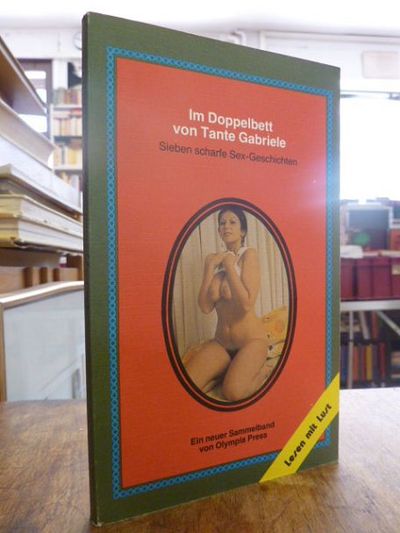 Im Doppelbett
von Tante Gabriele
Sieben scharfe Sex-Geschichten
Ein neuer Sammelband
von Olympia Press
Lesen mit Lust